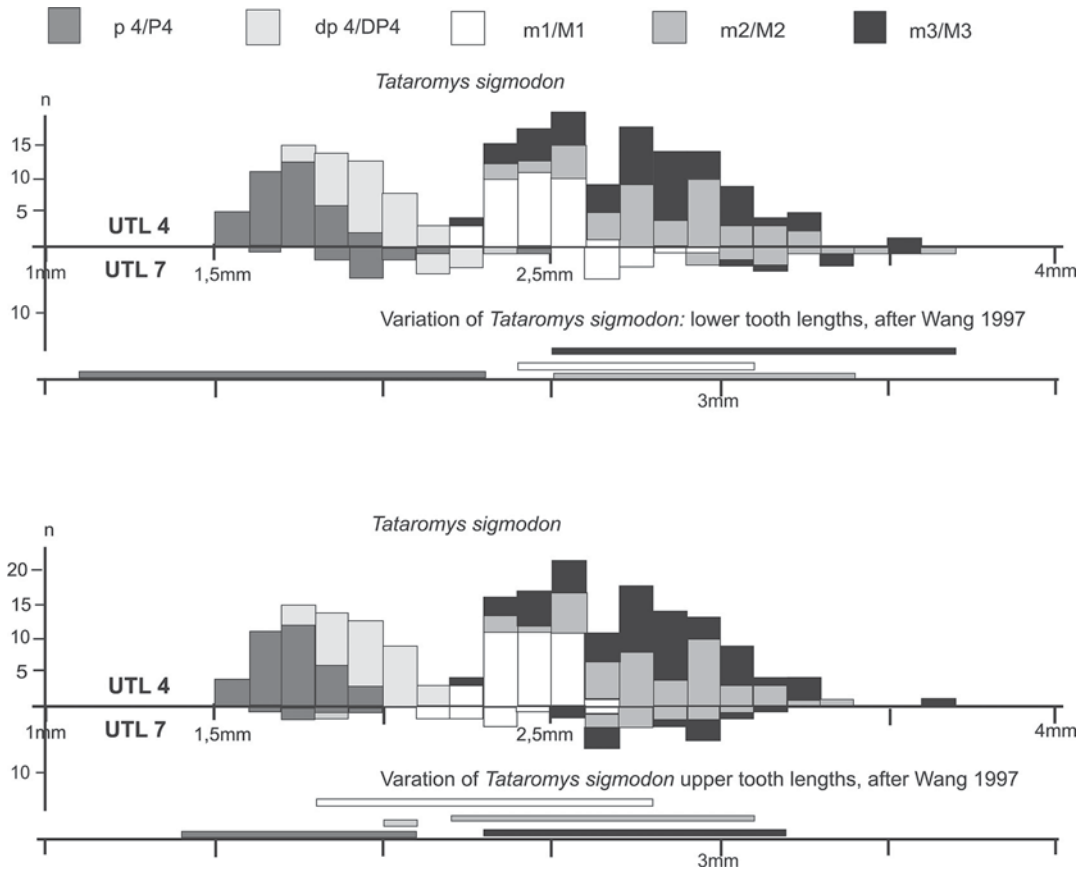 p 4/P4 dp 4/DP4 m1/M1 m2/M2 m3/M3
Tataromys sigmodon
n
15
10
5
UTL 4
UTL 7
1mm 1,5mm 2,5mm 4mm
10
Variation of Tataromys sigmodon: lower tooth lengths, after Wang 1997
3mm
Tataromys sigmodon
n
20
15
10
5
UTL 4
UTL 7
1mm 1,5mm 2,5mm 4mm
10
Varation of Tataromys sigmodon upper tooth lengths, after Wang 1997
3mm